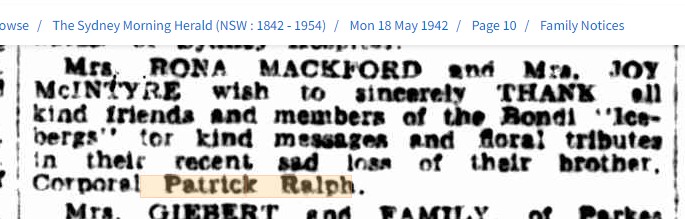 owse / The Sydney Morning Herald (NSW : 1842 - 1954) / Mon 18 May 1942 / Page 10 / Family Notices
Mrs. RONA MACKFORD and Mrs. JOY
McINTYRE wish to sincerely THANK all
kind friends and members of the Bondi "Ice-
bergs" for kind messages and floral tributes
in their recent sad loss of their brother,
Corporal Patrick Ralph.
Mrs. GIEBERT and FAMILY, of Parkes